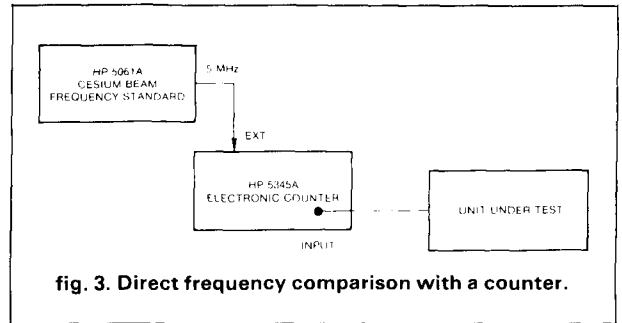 HP 5061A
CESIUM BEAM
FREQUENCY STANDARD
5 MHz
EXT
HP 5345A
ELECTRONIC COUNTER
INPUT
UNIT UNDER TEST
fig. 3. Direct frequency comparison with a counter.